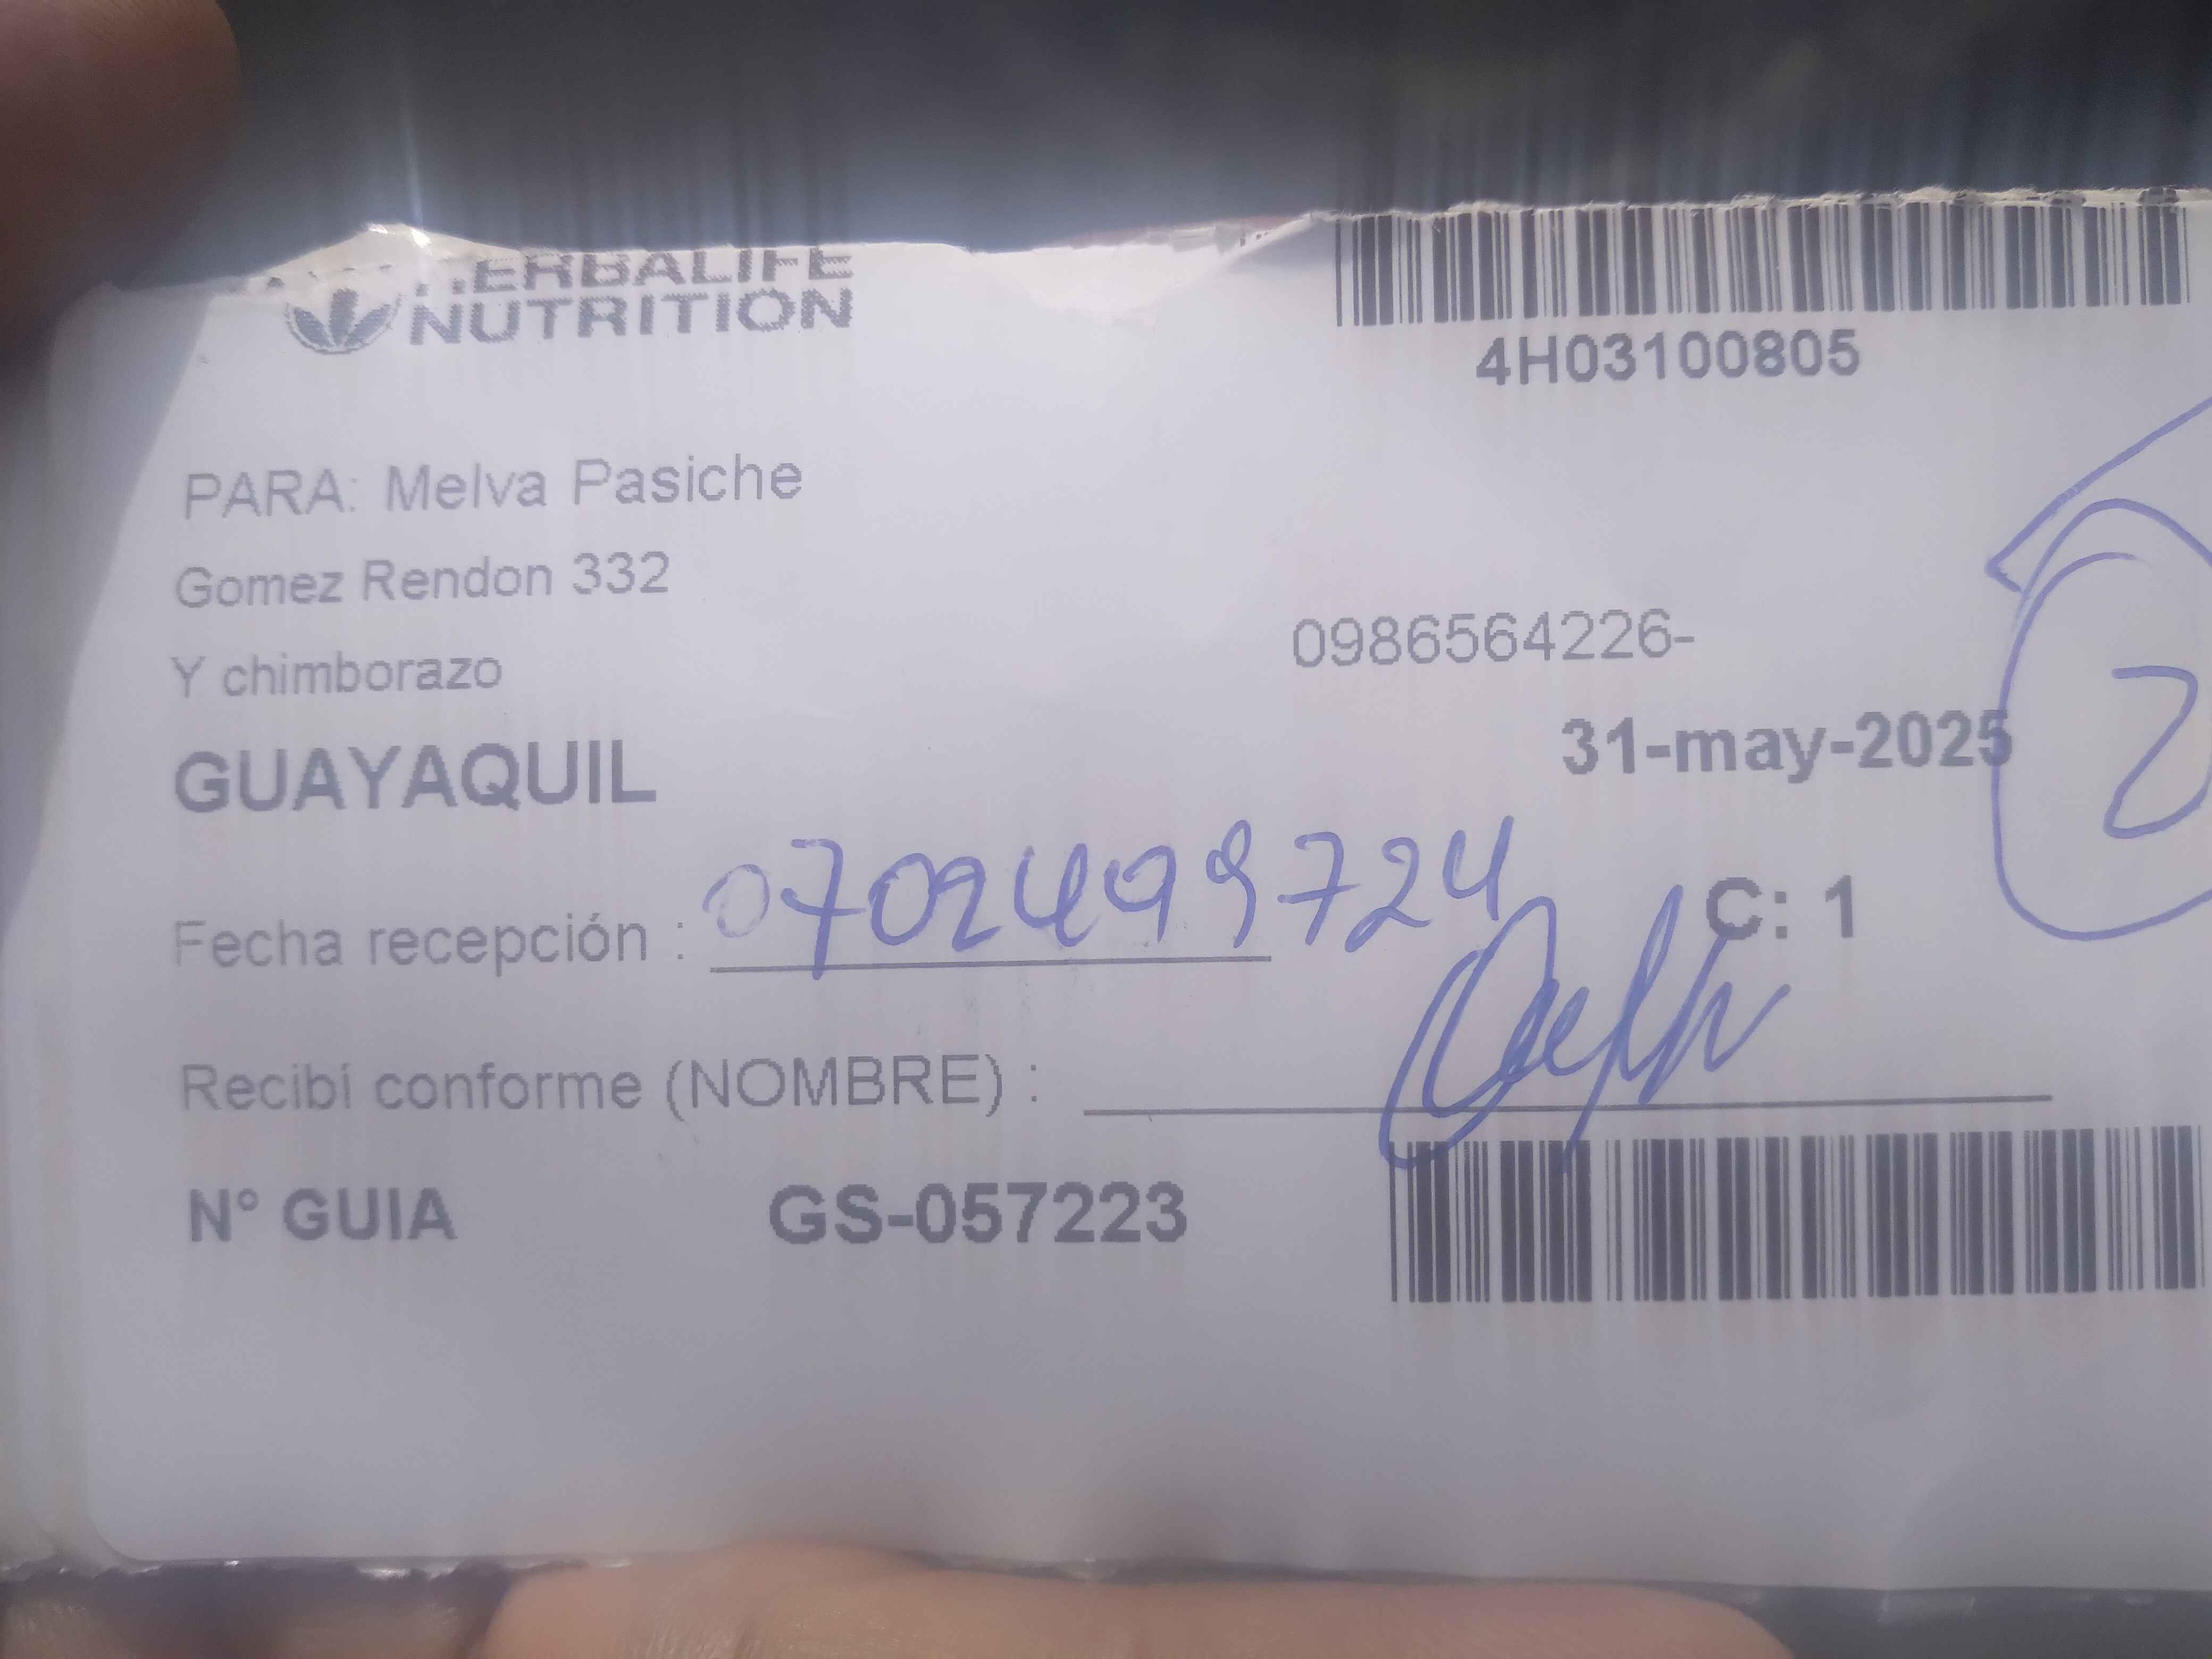 HERBALIFE
NUTRITION
4H03100805
PARA: Melva Pasiche
Gomez Rendon 332
0986564226-
Y chimborazo
31-may-2025
GUAYAQUIL
2
Fecha recepción : 0702499724
C: 1
Recibí conforme (NOMBRE) :
N° GUIA GS-057223